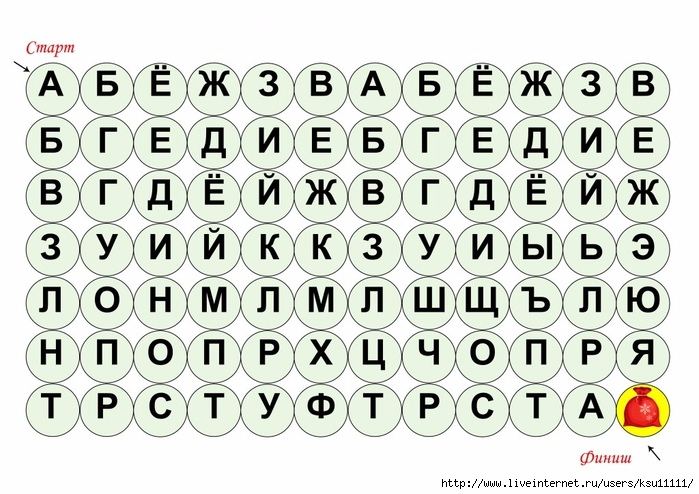 Старт
А Б Ё Ж З В А Б Ё Ж З В
Б Г Е Д И Е Б Г Е Д И Е
В Г Д Ё Й Ж В Г Д Ё Й Ж
З У И Й К К З У И Ы Ь Э
Л О Н М Л М Л Ш Щ Ъ Л Ю
Н П О П Р Х Ц Ч О П Р Я
Т Р С Т У Ф Т Р С Т А
Финиш
http://www.liveinternet.ru/users/ksu11111/